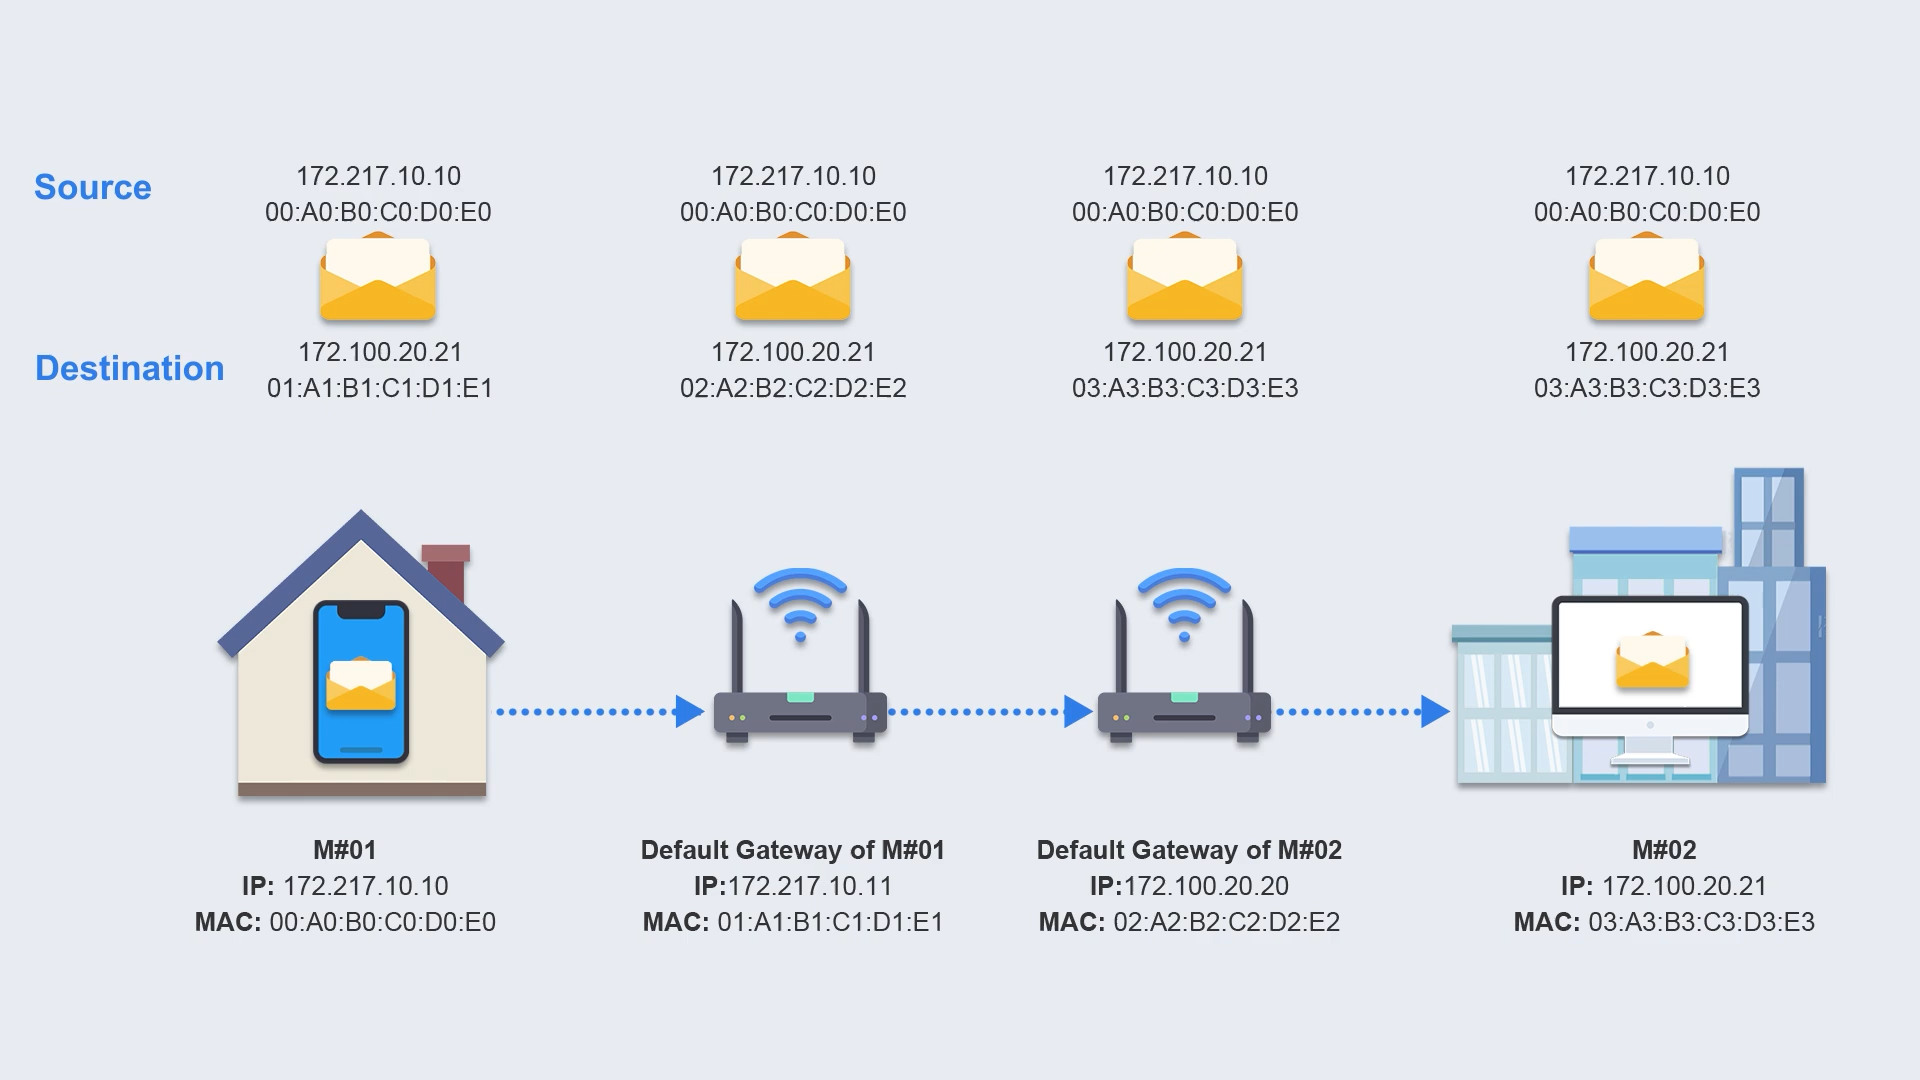 Source
172.217.10.10
00:A0:B0:C0:D0:E0
172.217.10.10
00:A0:B0:C0:D0:E0
172.217.10.10
00:A0:B0:C0:D0:E0
172.217.10.10
00:A0:B0:C0:D0:E0
Destination
172.100.20.21
01:A1:B1:C1:D1:E1
172.100.20.21
02:A2:B2:C2:D2:E2
172.100.20.21
03:A3:B3:C3:D3:E3
172.100.20.21
03:A3:B3:C3:D3:E3
M#01
IP: 172.217.10.10
MAC: 00:A0:B0:C0:D0:E0
Default Gateway of M#01
IP:172.217.10.11
MAC: 01:A1:B1:C1:D1:E1
Default Gateway of M#02
IP:172.100.20.20
MAC: 02:A2:B2:C2:D2:E2
M#02
IP: 172.100.20.21
MAC: 03:A3:B3:C3:D3:E3